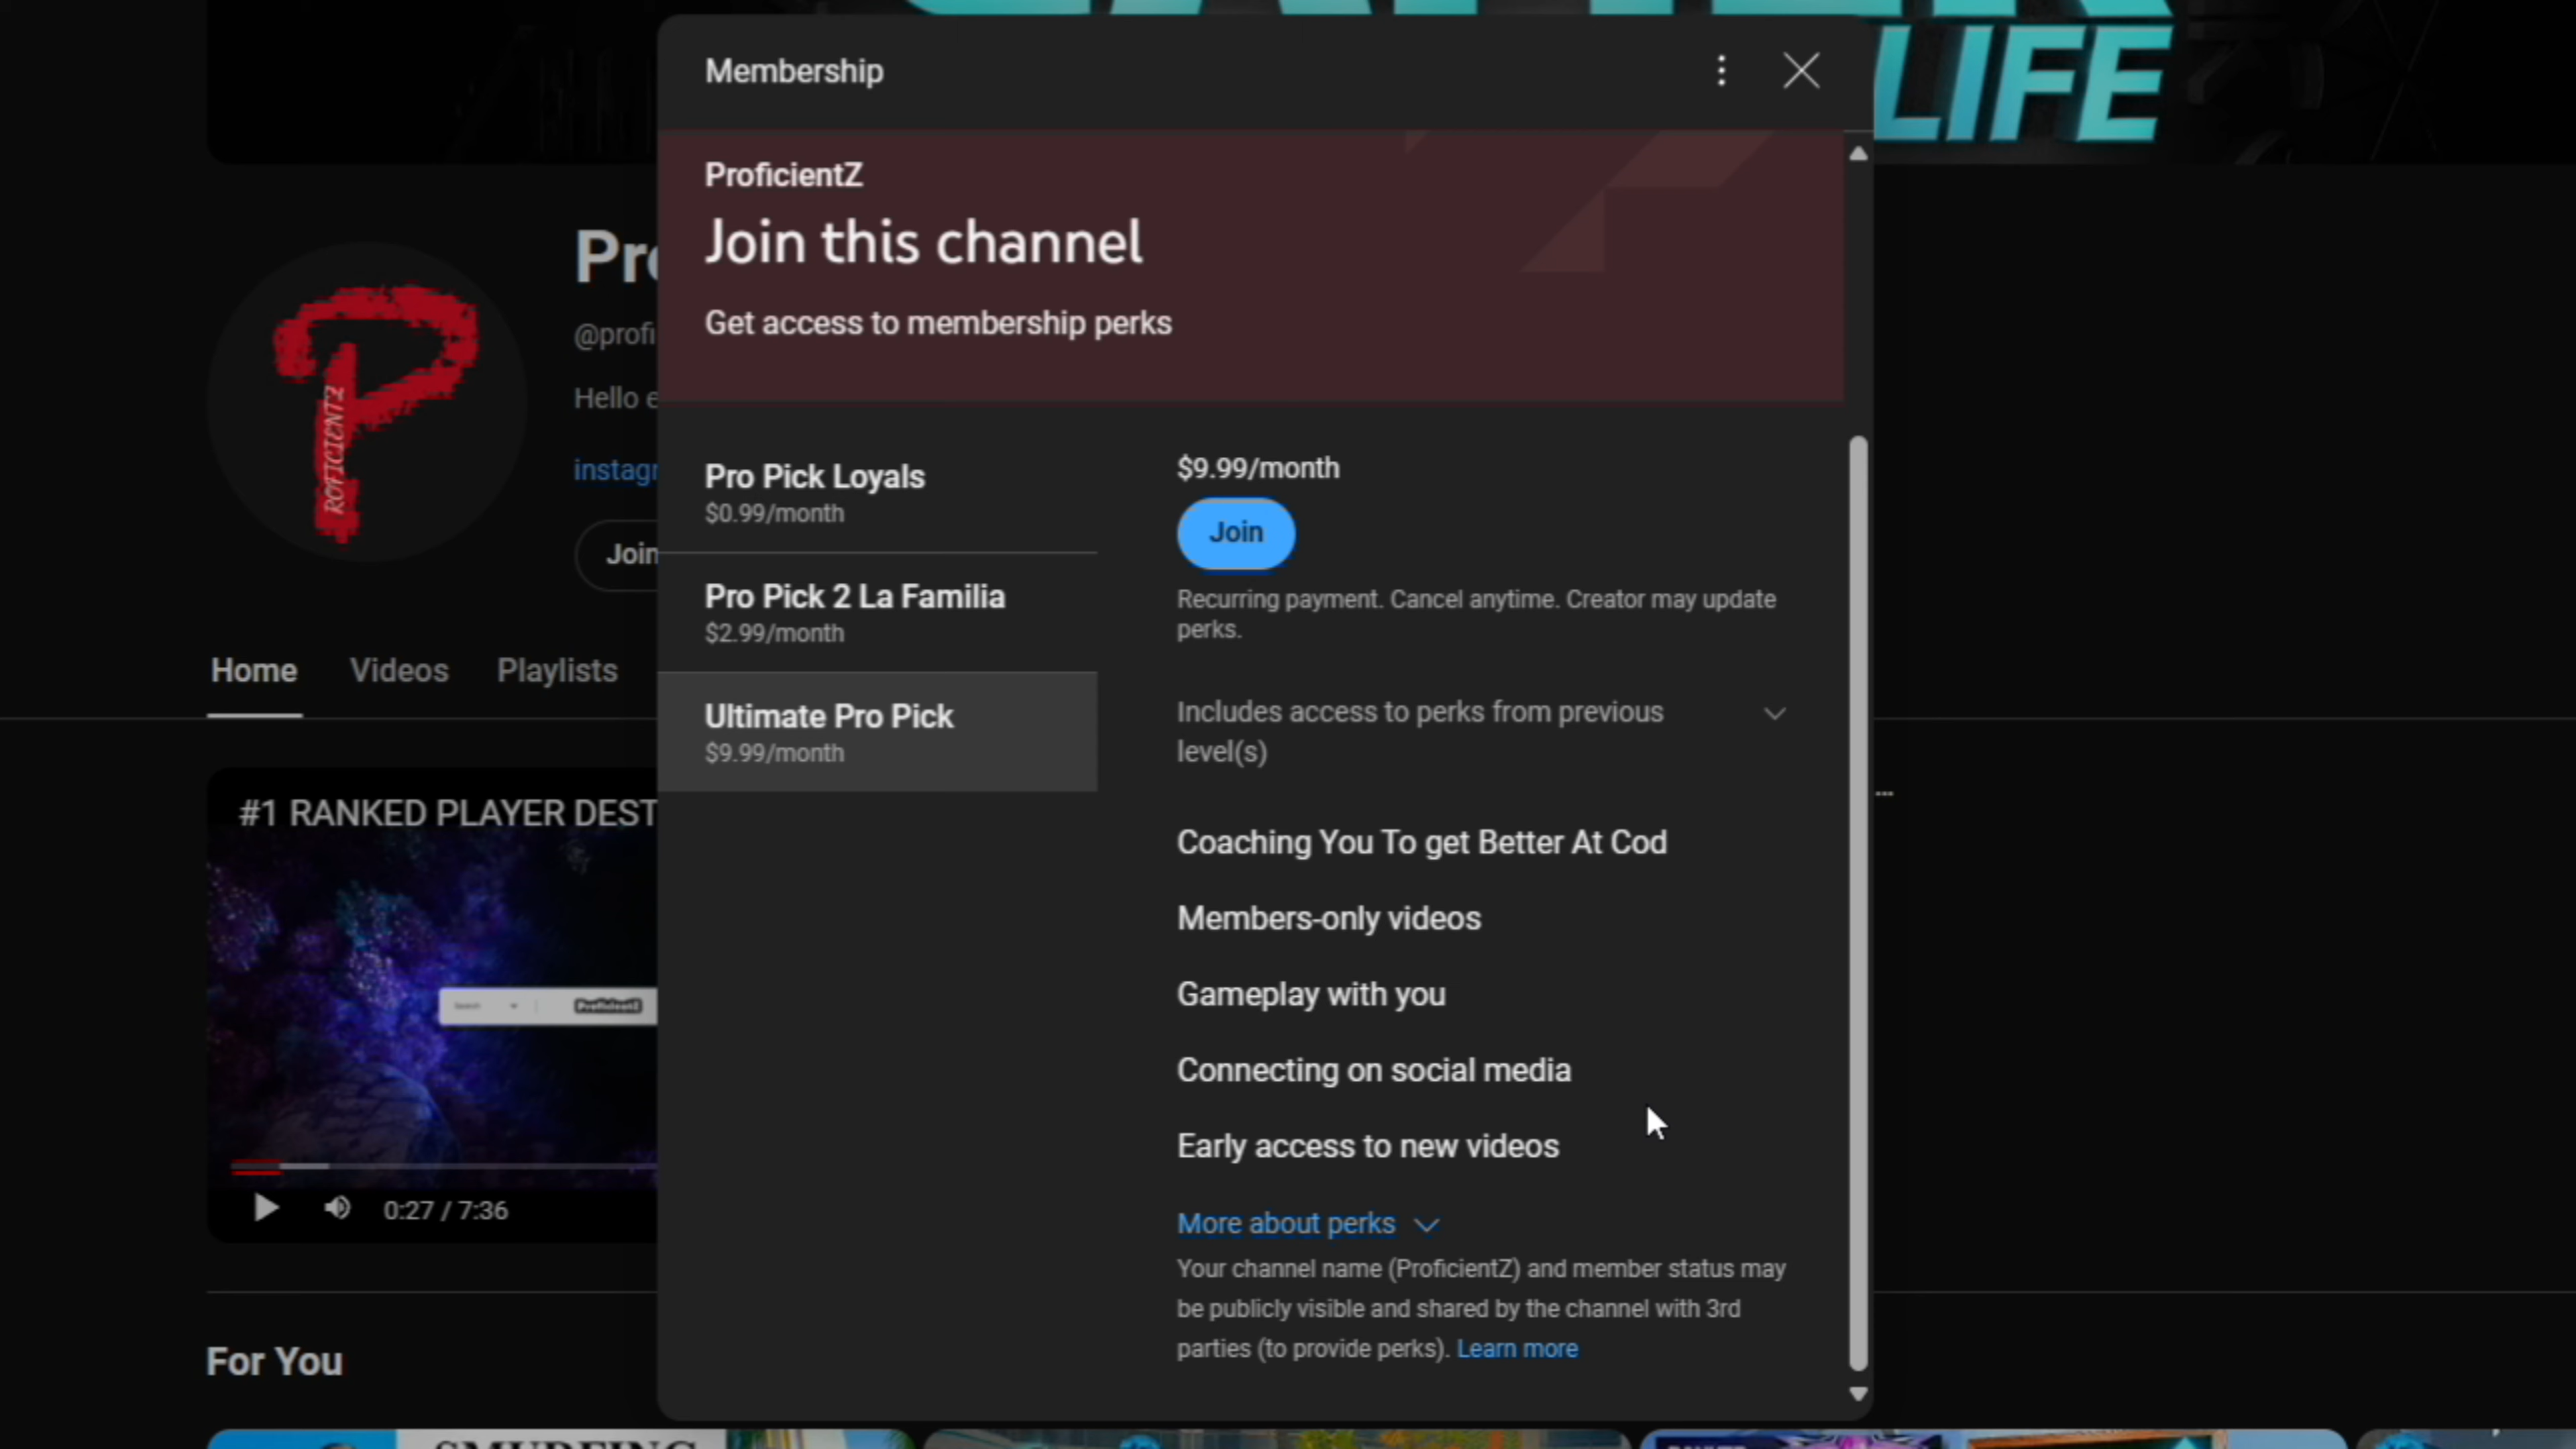 LIFE
Membership
ProficientZ
Join this channel
Get access to membership perks
ROFICIENTZ
@profi
Hello e
instagr
Join
Pro Pick Loyals
$0.99/month
Pro Pick 2 La Familia
$2.99/month
Ultimate Pro Pick
$9.99/month
$9.99/month
Join
Recurring payment. Cancel anytime. Creator may update
perks.
Includes access to perks from previous
level(s)
Coaching You To get Better At Cod
Members-only videos
Gameplay with you
Connecting on social media
Early access to new videos
More about perks
Your channel name (ProficientZ) and member status may
be publicly visible and shared by the channel with 3rd
parties (to provide perks). Learn more
Home Videos Playlists
...
#1 RANKED PLAYER DEST
Search ProficientZ
0:27 / 7:36
For You
SMURFING